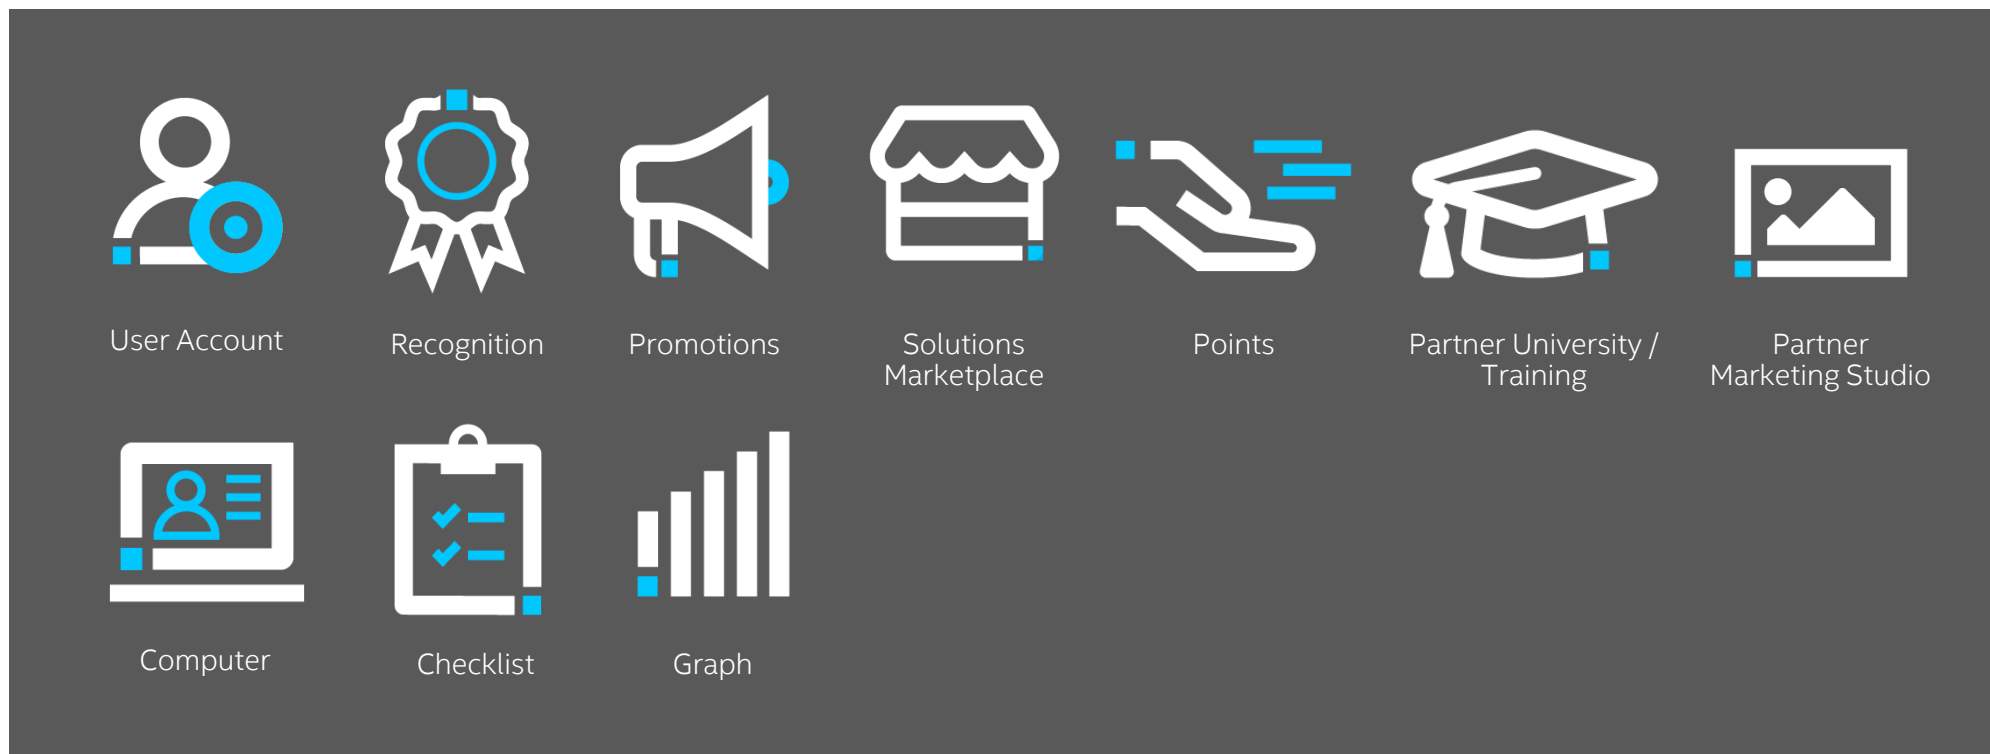 User Account
Recognition
Promotions
Solutions
Marketplace
Points
Partner University /
Training
Partner
Marketing Studio
Computer
Checklist
Graph